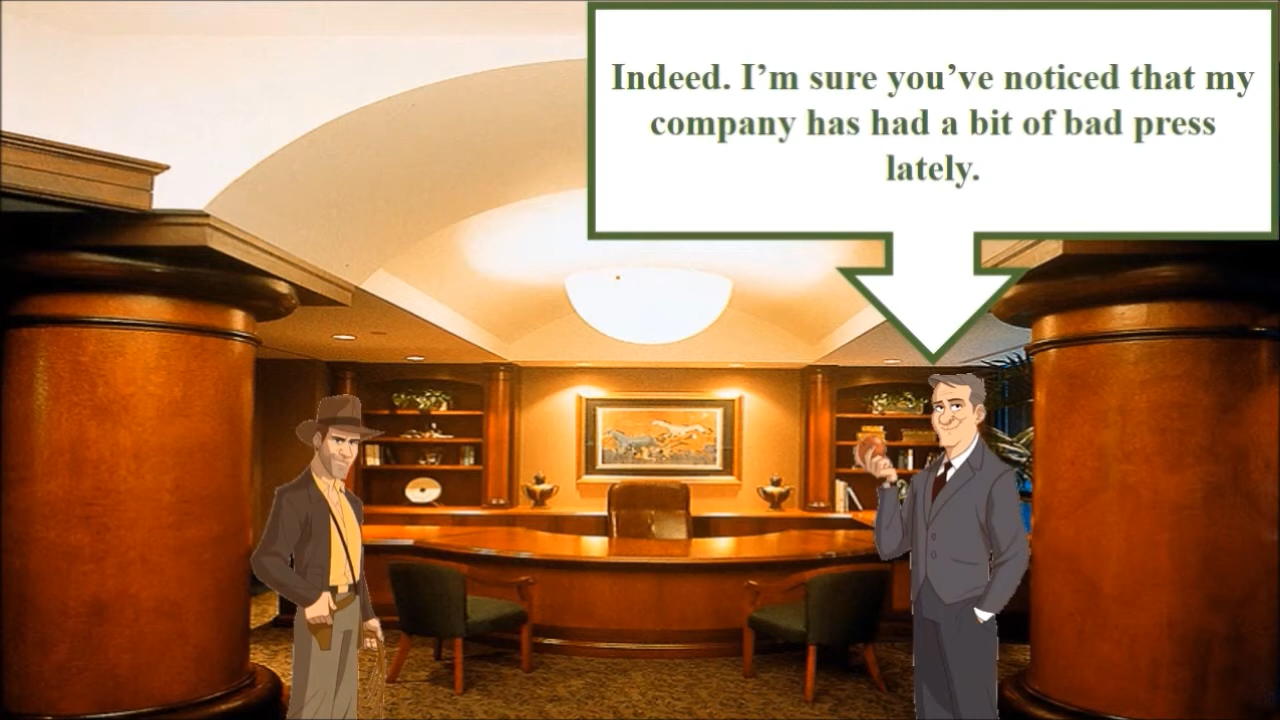 Indeed. I’m sure you’ve noticed that my
company has had a bit of bad press
lately.